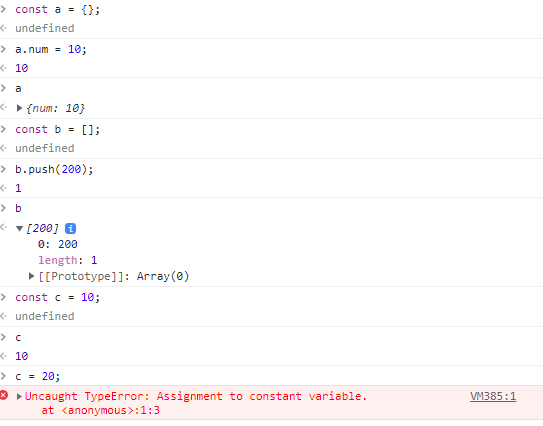 > const a = {};
<· undefined
> a.num = 10;
<· 10
> a
<· ▶ {num: 10}
> const b = [];
<· undefined
> b.push(200);
<· 1
> b
<· ▼ [200] i
0: 200
length: 1
▶ [[Prototype]]: Array(0)
> const c = 10;
<· undefined
> c
<· 10
> c = 20;
▶ Uncaught TypeError: Assignment to constant variable. VM385:1
at <anonymous>:1:3